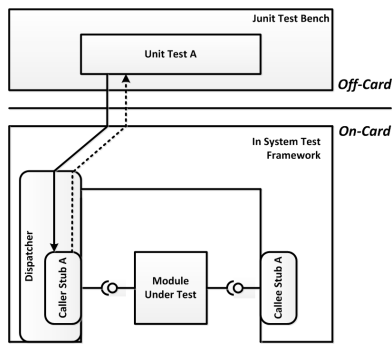 Junit Test Bench
Unit Test A
Off-Card
On-Card
In System Test
Framework
Dispatcher
Caller Stub A
Module
Under Test
Callee Stub A